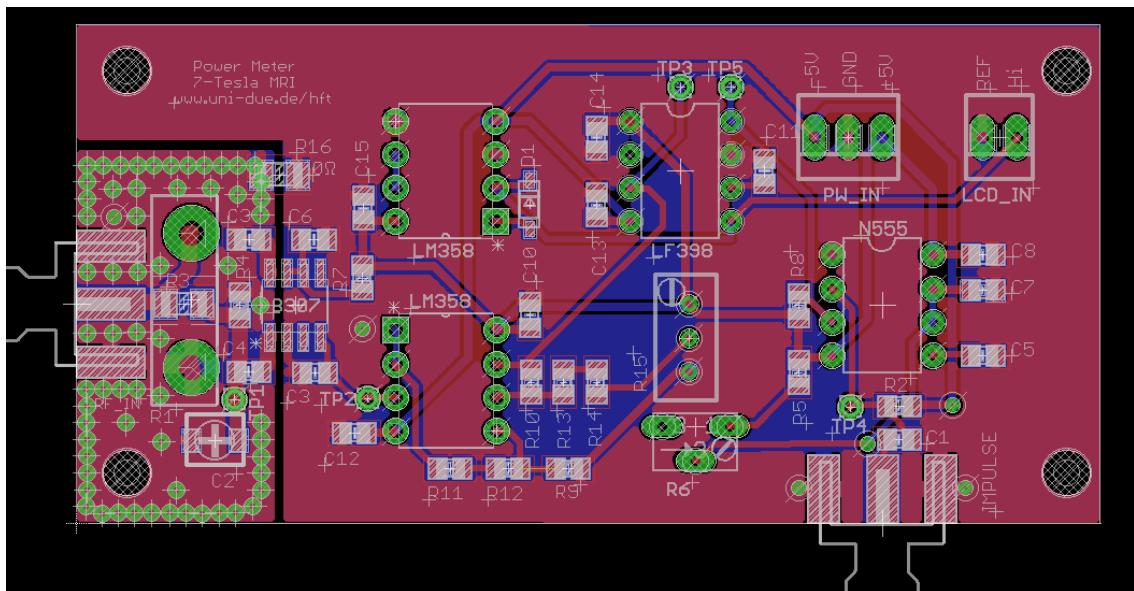 Power Meter
7-Tesla MRI
www.uni-due.de/hft
R16
C15
D1
C14
TP3
TP5
C11
+5V
GND
±5V
REF
Hi
PW_IN
LCD_IN
C3
C6
R4
R7
LM358
C10
C13
LF398
R8
N555
C8
C7
C5
R3
LM358
C4
C3
R15
RF_IN
R1
TP1
TP2
C12
R10
R13
R14
R5
TP4
R2
C1
C2
R11
R12
R9
R6
IMPULSE